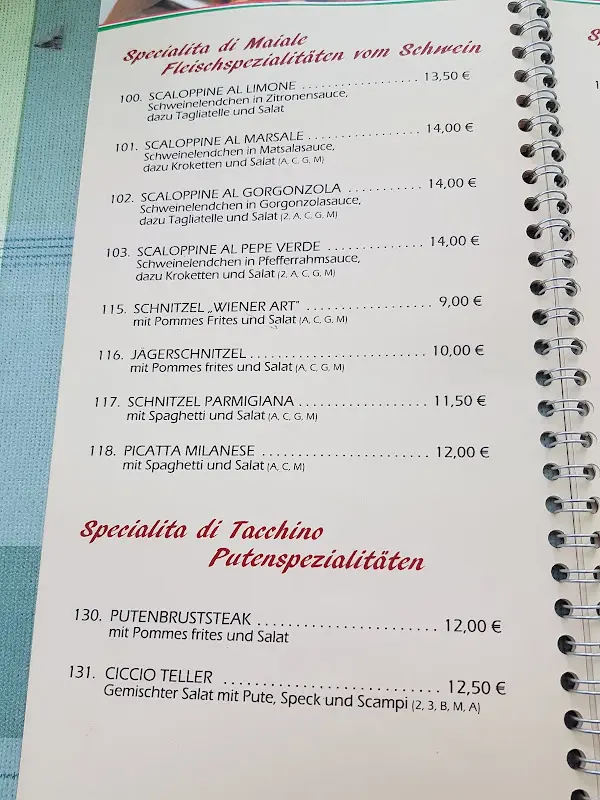 Specialita di Maiale
Fleischspezialitäten vom Schwein
100. SCALOPPINE AL LIMONE .................. 13,50 €
Schweinelendchen in Zitronensauce,
dazu Tagliatelle und Salat
101. SCALOPPINE AL MARSALE .................. 14,00 €
Schweinelendchen in Matsalasauce,
dazu Kroketten und Salat (A, C, G, M)
102. SCALOPPINE AL GORGONZOLA ........... 14,00 €
Schweinelendchen in Gorgonzolasauce,
dazu Tagliatelle und Salat (2, A, C, G, M)
103. SCALOPPINE AL PEPE VERDE .............. 14,00 €
Schweinelendchen in Pfefferrahmsauce,
dazu Kroketten und Salat (2, A, C, G, M)
115. SCHNITZEL „WIENER ART" .................. 9,00 €
mit Pommes Frites und Salat (A, C, G, M)
116. JÄGERSCHNITZEL ......................... 10,00 €
mit Pommes frites und Salat (A, C, G, M)
117. SCHNITZEL PARMIGIANA .................. 11,50 €
mit Spaghetti und Salat (A, C, G, M)
118. PICATTA MILANESE ........................ 12,00 €
mit Spaghetti und Salat (A, C, M)
Specialita di Tacchino
Putenspezialitäten
130. PUTENBRUSTSTEAK ........................ 12,00 €
mit Pommes frites und Salat
131. CICCIO TELLER ............................ 12,50 €
Gemischter Salat mit Pute, Speck und Scampi (2, 3, B, M, A)